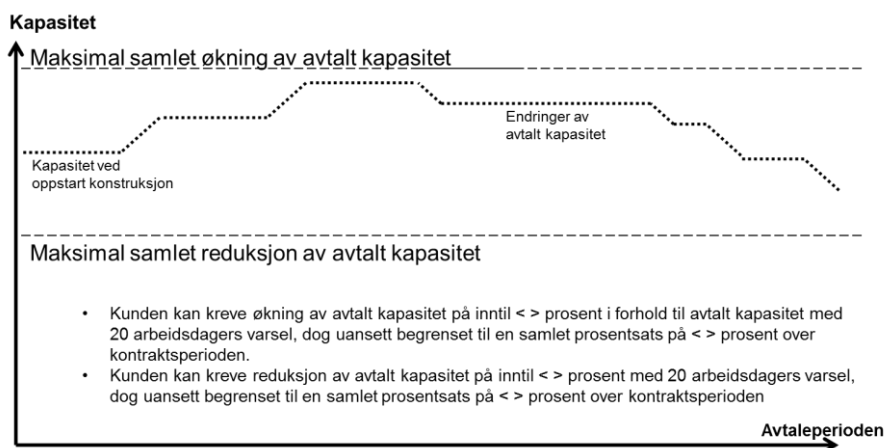 Kapasitet
Maksimal samlet økning av avtalt kapasitet
Endringer av
avtalt kapasitet
Kapasitet ved
oppstart konstruksjon
Maksimal samlet reduksjon av avtalt kapasitet
• Kunden kan kreve økning av avtalt kapasitet på inntil < > prosent i forhold til avtalt kapasitet med
20 arbeidsdagers varsel, dog uansett begrenset til en samlet prosentsats på < > prosent over
kontraktsperioden.
• Kunden kan kreve reduksjon av avtalt kapasitet på inntil < > prosent med 20 arbeidsdagers varsel,
dog uansett begrenset til en samlet prosentsats på < > prosent over kontraktsperioden
Avtaleperioden